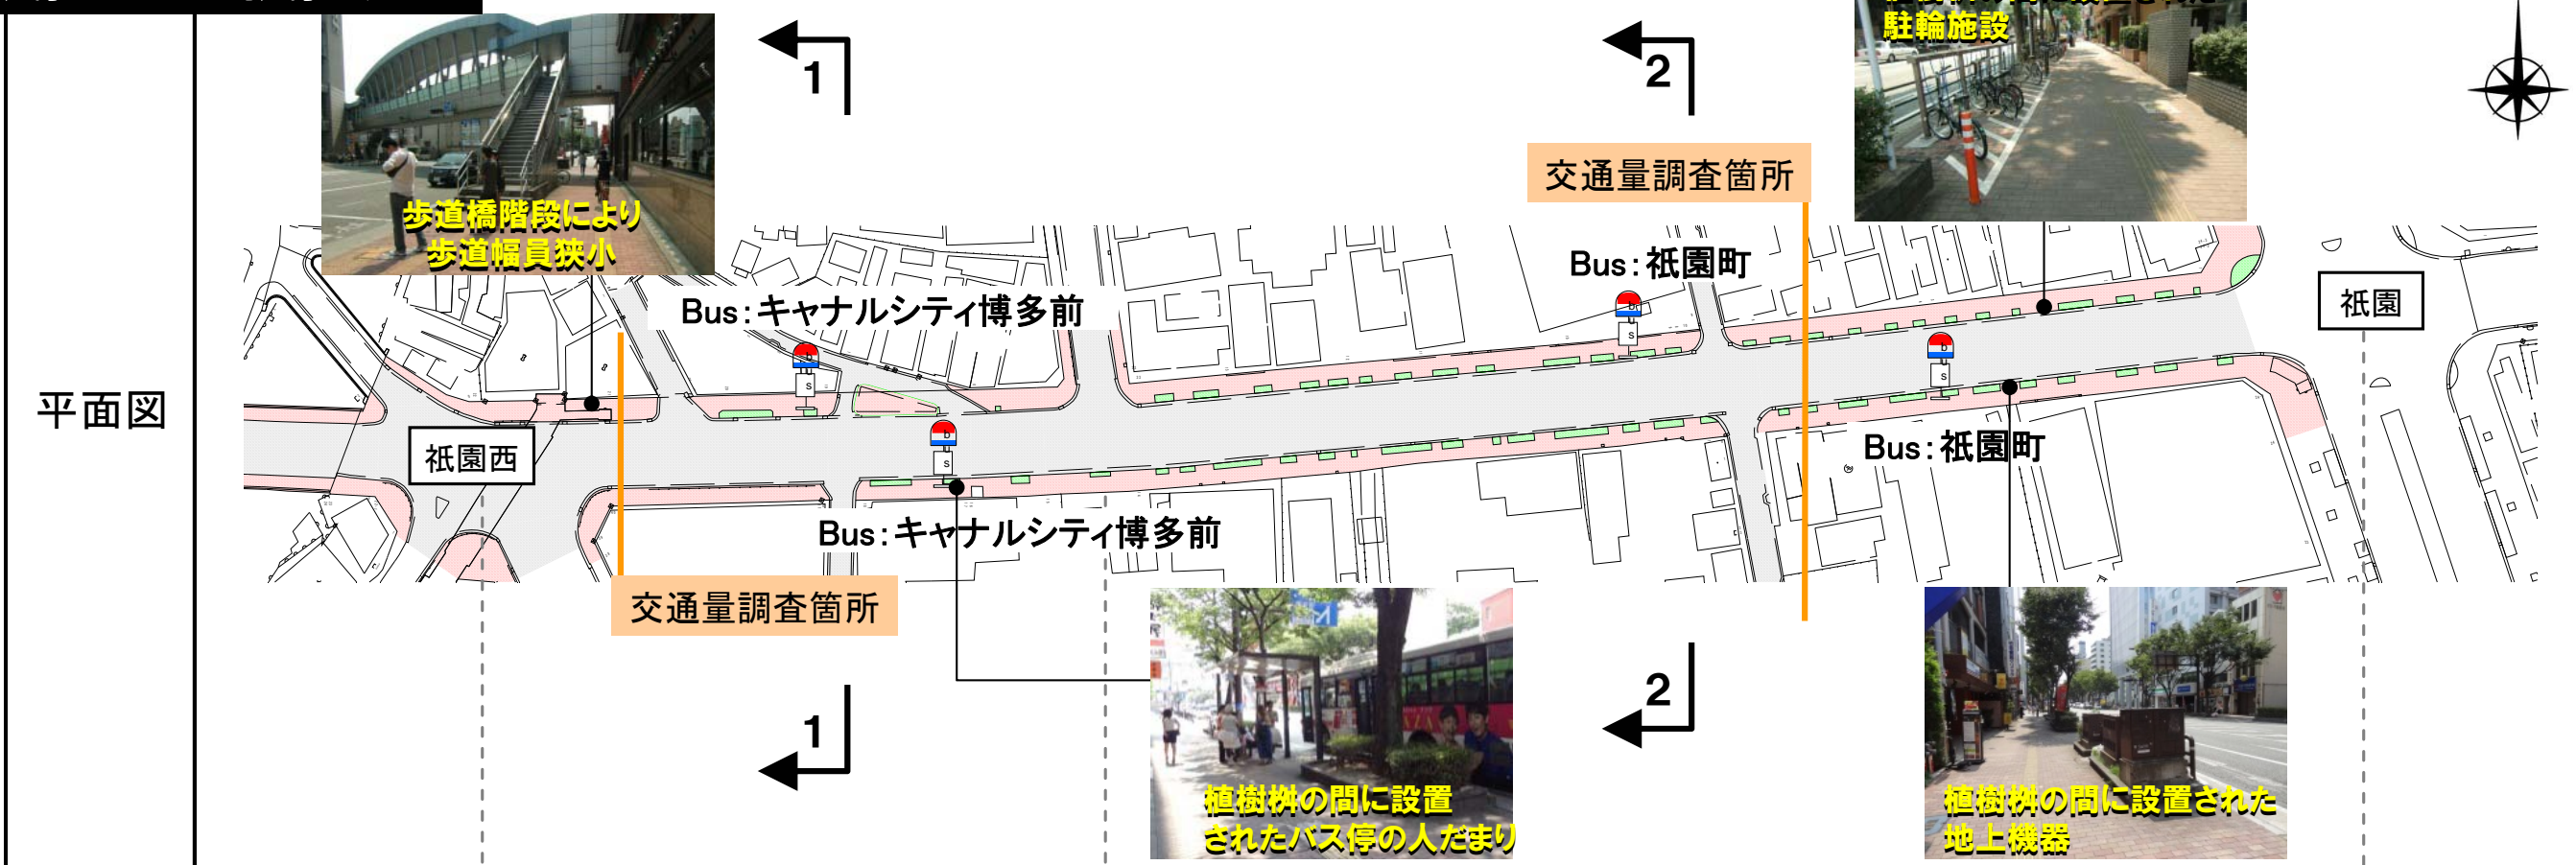 駐輪施設
1
2
歩道橋階段により
歩道幅員狭小
交通量調査箇所
Bus：祇園町
Bus：キャナルシティ博多前
祇園
平面図
祇園西
Bus：祇園町
Bus：キャナルシティ博多前
交通量調査箇所
1
2
植樹桝の間に設置
されたバス停の人だまり
植樹桝の間に設置された
地上機器